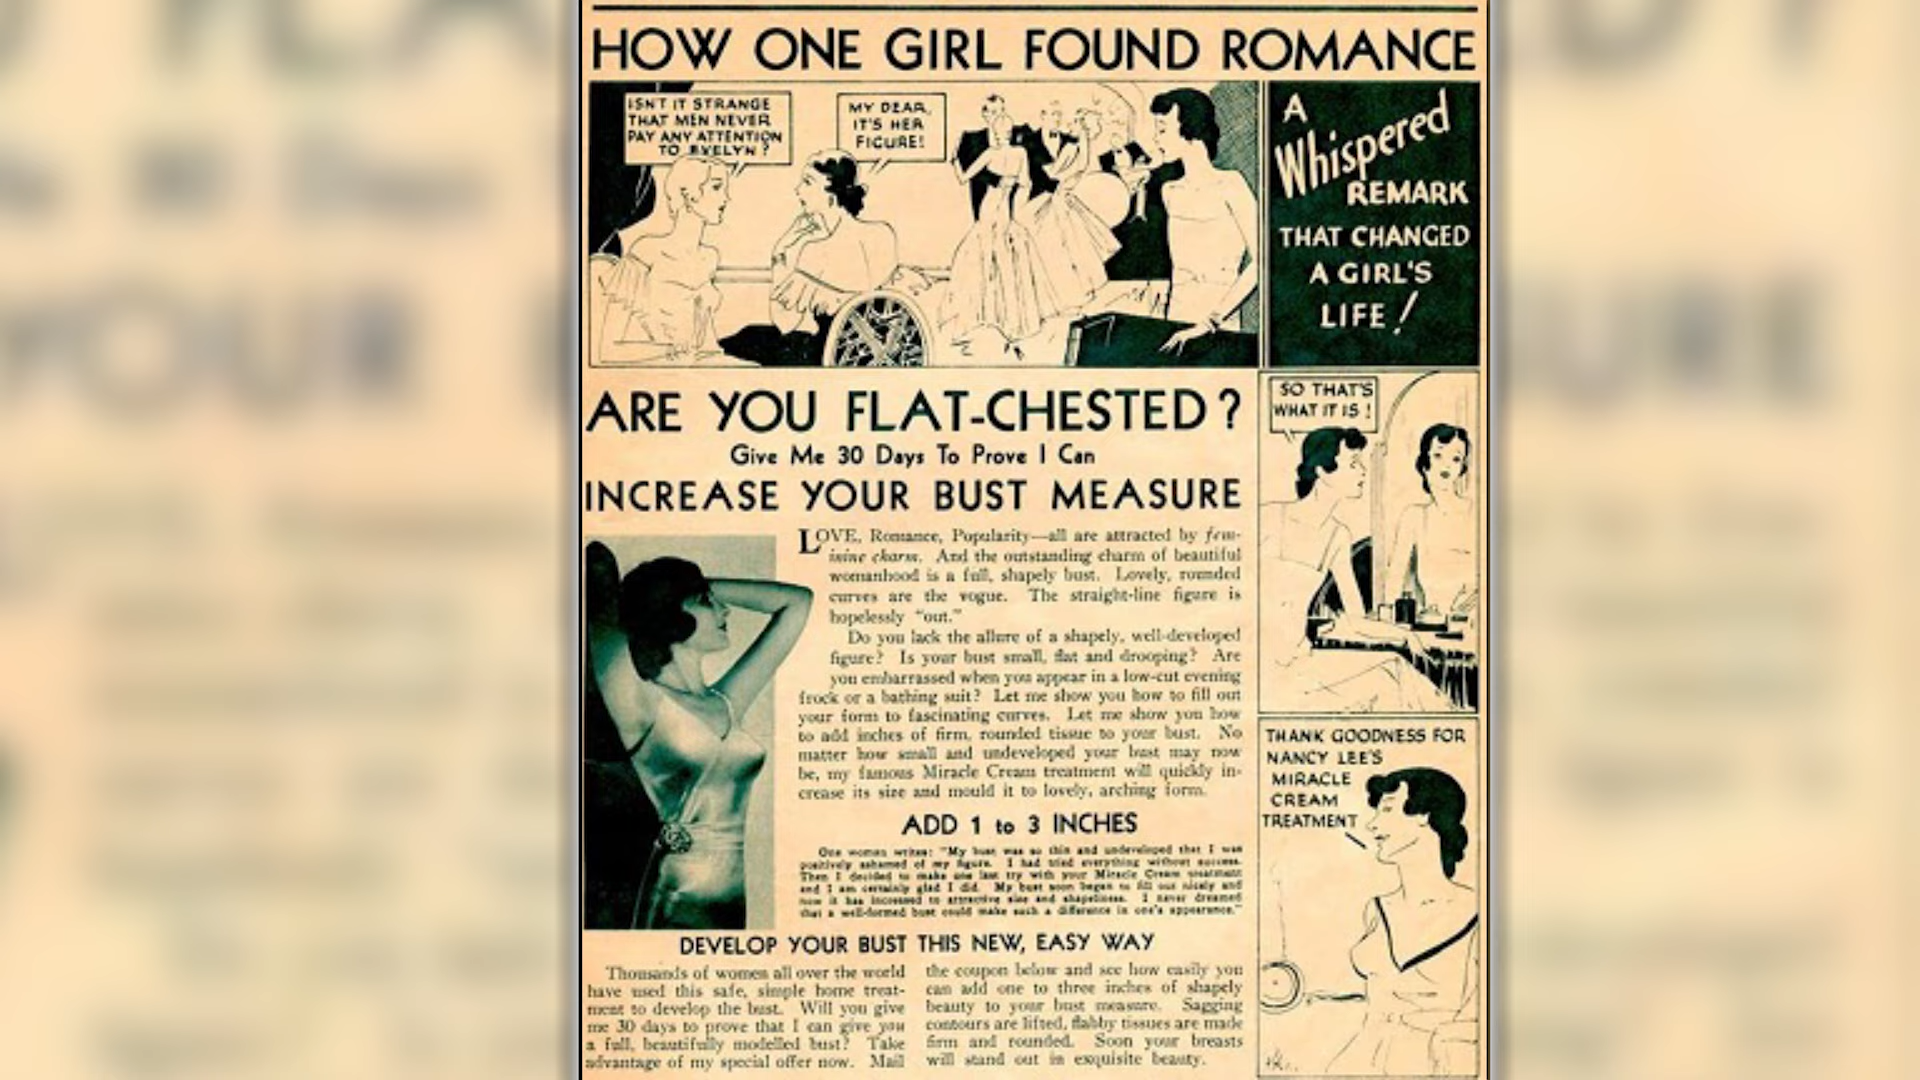 HOW ONE GIRL FOUND ROMANCE
ISN'T IT STRANGE
THAT MEN NEVER
PAY ANY ATTENTION
TO EVELYN?
MY DEAR,
IT'S HER
FIGURE!
A
Whispered
REMARK
THAT CHANGED
A GIRL'S
LIFE!
ARE YOU FLAT-CHESTED?
Give Me 30 Days To Prove I Can
INCREASE YOUR BUST MEASURE
SO THAT'S
WHAT IT IS!
LOVE, Romance, Popularity—all are attracted by fem-
inine charm. And the outstanding charm of beautiful
womanhood is a full, shapely bust. Lovely, rounded
curves are the vogue. The straight-line figure is
hopelessly "out."
Do you lack the allure of a shapely, well-developed
figure? Is your bust small, flat and drooping? Are
you embarrassed when you appear in a low-cut evening
frock or a bathing suit? Let me show you how to fill out
your form to fascinating curves. Let me show you how
to add inches of firm, rounded tissue to your bust. No
matter how small and undeveloped your bust may now
be, my famous Miracle Cream treatment will quickly in-
crease its size and mould it to lovely, arching form.
THANK GOODNESS FOR
NANCY LEE'S
MIRACLE
CREAM
TREATMENT
ADD 1 to 3 INCHES
One woman writes: "My bust was so thin and undeveloped that I was
positively ashamed of my figure. I had tried everything without success.
Then I decided to make one last try with your Miracle Cream treatment
and I am certainly glad I did. My bust soon began to fill out nicely and
now it has increased to attractive size and shapeliness. I never dreamed
that a well-formed bust could make such a difference in one's appearance."
DEVELOP YOUR BUST THIS NEW, EASY WAY
Thousands of women all over the world
have used this safe, simple home treat-
ment to develop the bust. Will you give
me 30 days to prove that I can give you
a full, beautifully modelled bust? Take
advantage of my special offer now. Mail
the coupon below and see how easily you
can add one to three inches of shapely
beauty to your bust measure. Sagging
contours are lifted, flabby tissues are made
firm and rounded. Soon your breasts
will stand out in exquisite beauty.